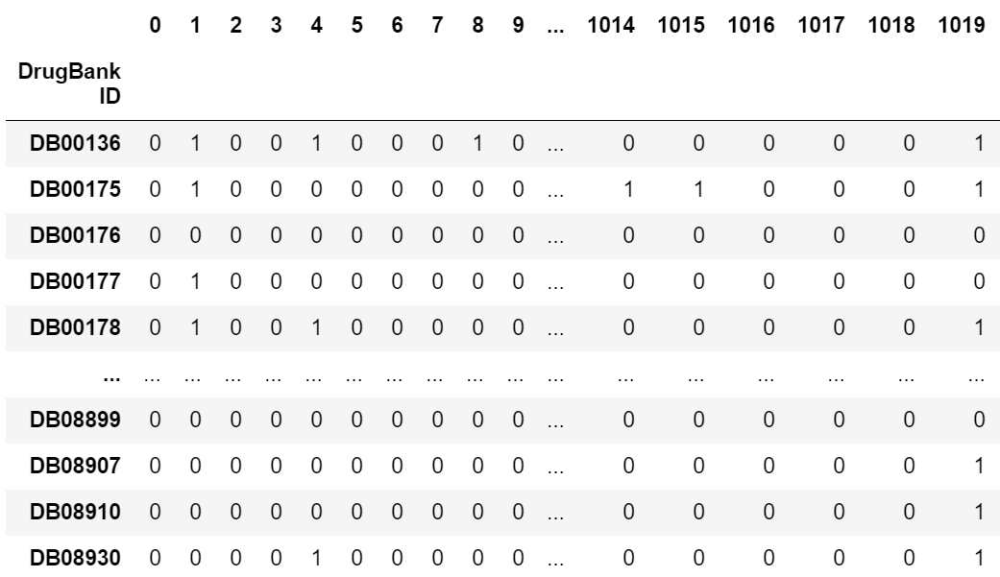 0 1 2 3 4 5 6 7 8 9 ... 1014 1015 1016 1017 1018 1019
DrugBank
ID
DB00136 0 1 0 0 1 0 0 0 1 0 ... 0 0 0 0 0 1
DB00175 0 1 0 0 0 0 0 0 0 0 ... 1 1 0 0 0 1
DB00176 0 0 0 0 0 0 0 0 0 0 ... 0 0 0 0 0 0
DB00177 0 1 0 0 0 0 0 0 0 0 ... 0 0 0 0 0 0
DB00178 0 1 0 0 1 0 0 0 0 0 ... 0 0 0 0 0 1
... ... ... ... ... ... ... ... ... ... ... ... ... ... ... ... ... ...
DB08899 0 0 0 0 0 0 0 0 0 0 ... 0 0 0 0 0 0
DB08907 0 0 0 0 0 0 0 0 0 0 ... 0 0 0 0 0 1
DB08910 0 0 0 0 0 0 0 0 0 0 ... 0 0 0 0 0 1
DB08930 0 0 0 0 1 0 0 0 0 0 ... 0 0 0 0 0 1